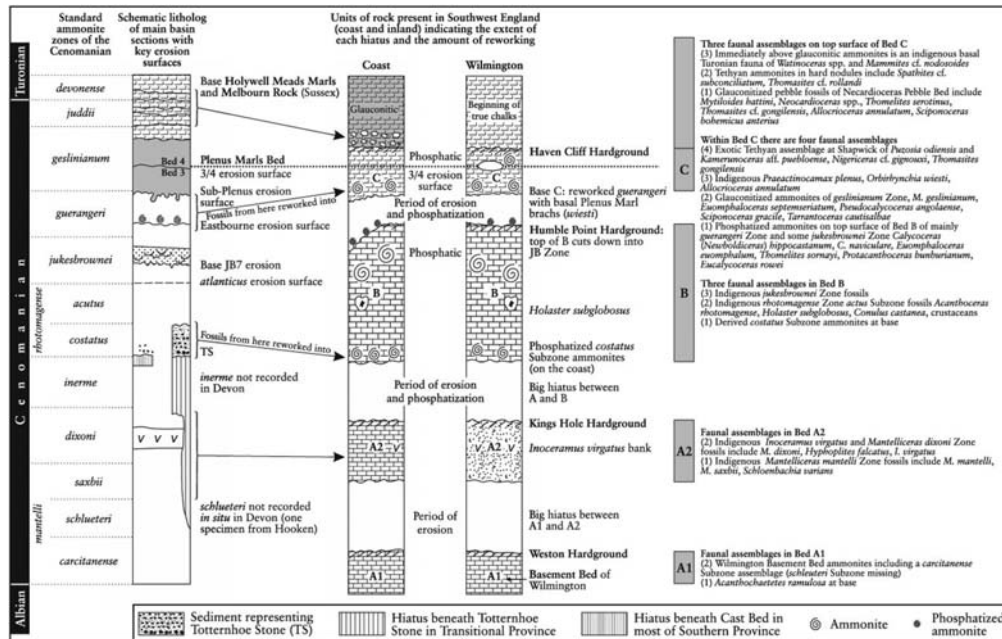 Standard ammonite zones of the Cenomanian
Schematic litholog of main basin sections with key erosion surfaces
Units of rock present in Southwest England (coast and inland) indicating the extent of each hiatus and the amount of reworking
Coast
Wilmington
Turonian
Cenomanian
Albian
rhotomagense
mantelli
devonense
juddii
geslinianum
guerangeri
jukesbrownei
acutus
costatus
inerme
dixoni
saxbii
schlueteri
carcitanense
Bed 4
Bed 3
V V V
Base Holywell Meads Marls
and Melbourn Rock (Sussex)
Plenus Marls Bed
3/4 erosion surface
Sub-Plenus erosion
surface
Fossils from here reworked into
Eastbourne erosion surface
Base JB7 erosion
atlanticus erosion surface
Fossils from here reworked into
TS
inerme not recorded
in Devon
schlueteri not recorded
in situ in Devon (one
specimen from Hooken)
Glauconitic
C
B
A2
V
A1
Phosphatic
3/4 erosion surface
Period of erosion
and phosphatization
Phosphatic
Period of erosion
and phosphatization
Period of
erosion
Beginning of
true chalks
C
B
A2
V
A1
Haven Cliff Hardground
Base C: reworked guerangeri
with basal Plenus Marl
brachs (wiesti)
Humble Point Hardground:
top of B cuts down into
JB Zone
Holaster subglobosus
Phosphatized costatus
Subzone ammonites
(on the coast)
Big hiatus between
A and B
Kings Hole Hardground
Inoceramus virgatus bank
Big hiatus between
A1 and A2
Weston Hardground
Basement Bed of
Wilmington
C
B
A2
A1
Three faunal assemblages on top surface of Bed C
(3) Immediately above glauconitic ammonites is an indigenous basal
Turonian fauna of Watinoceras spp. and Mammites cf. nodosoides
(2) Tethyan ammonites in hard nodules include Spathites cf.
subconciliatum, Thomasites cf. rollandi
(1) Glauconitized pebble fossils of Necardioceras Pebble Bed include
Mytiloides battini, Neocardioceras spp., Thomelites serotinus,
Thomasites cf. gongilensis, Allocrioceras annulatum, Sciponoceras
bohemicus anterius
Within Bed C there are four faunal assemblages
(4) Exotic Tethyan assemblage at Shapwick of Puzosia odiensis and
Kamerunoceras aff. puebloense, Nigericeras cf. gignouxi, Thomasites
gongilensis
(3) Indigenous Praeactinocamax plenus, Orbirhynchia wiesti,
Allocrioceras annulatum
(2) Glauconitized ammonites of geslinianum Zone, M. geslinianum,
Euomphaloceras septemseriatum, Pseudocalycoceras angolaense,
Sciponoceras gracile, Tarrantoceras cautisalbae
(1) Phosphatized ammonites on top surface of Bed B of mainly
guerangeri Zone and some jukesbrownei Zone Calycoceras
(Newboldiceras) hippocastanum, C. naviculare, Euomphaloceras
euomphalum, Thomelites sornayi, Protacanthoceras bunburianum,
Eucalycoceras rowei
Three faunal assemblages in Bed B
(3) Indigenous jukesbrownei Zone fossils
(2) Indigenous rhotomagense Zone actus Subzone fossils Acanthoceras
rhotomagense, Holaster subglobosus, Conulus castanea, crustaceans
(1) Derived costatus Subzone ammonites at base
Faunal assemblages in Bed A2
(2) Indigenous Inoceramus virgatus and Mantelliceras dixoni Zone
fossils include M. dixoni, Hyphoplites falcatus, I. virgatus
(1) Indigenous Mantelliceras mantelli Zone fossils include M. mantelli,
M. saxbii, Schloenbachia varians
Faunal assemblages in Bed A1
(2) Wilmington Basement Bed ammonites including a carcitanense
Subzone assemblage (schleuteri Subzone missing)
(1) Acanthochaetetes ramulosa at base
Sediment representing
Totternhoe Stone (TS)
Hiatus beneath Totternhoe
Stone in Transitional Province
Hiatus beneath Cast Bed in
most of Southern Province
Ammonite
Phosphatized
ammonite